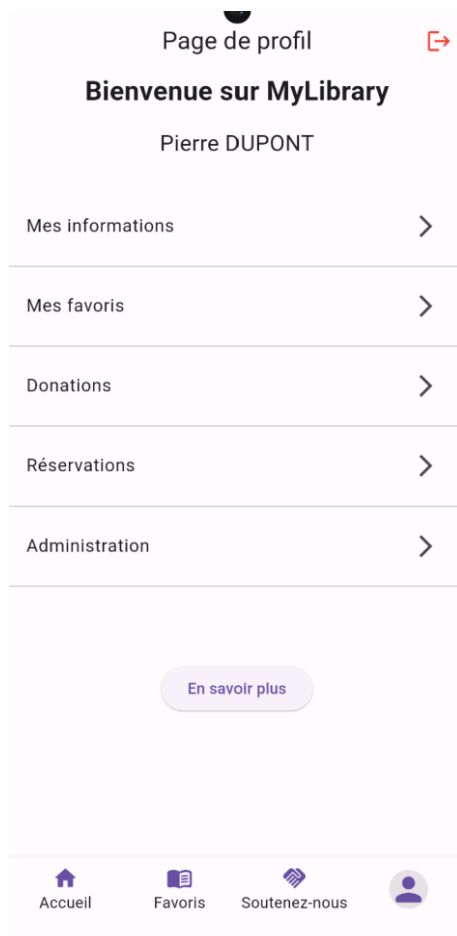 Page de profil
Bienvenue sur MyLibrary
Pierre DUPONT
Mes informations
Mes favoris
Donations
Réservations
Administration
En savoir plus
Accueil
Favoris
Soutenez-nous